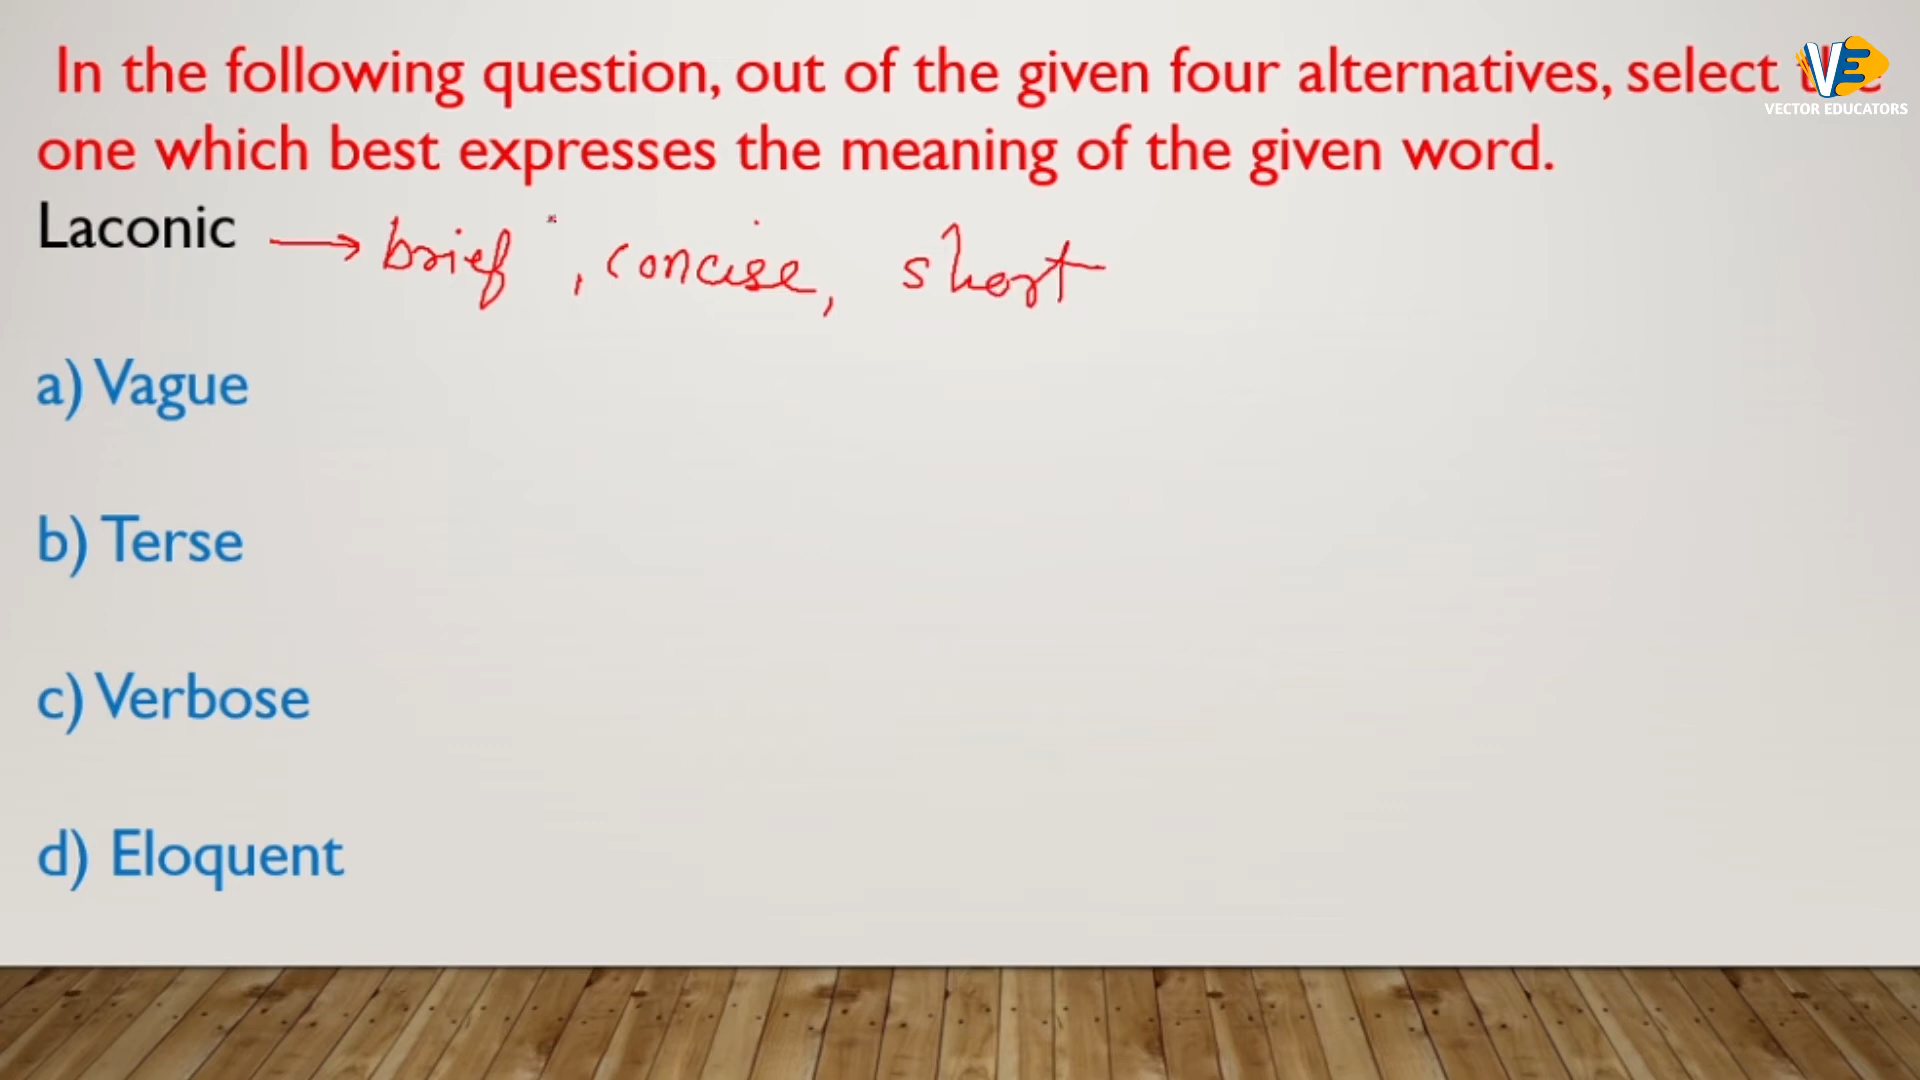 In the following question, out of the given four alternatives, select the
VE
VECTOR EDUCATORS
one which best expresses the meaning of the given word.
Laconic → brief, concise, short
a) Vague
b) Terse
c) Verbose
d) Eloquent